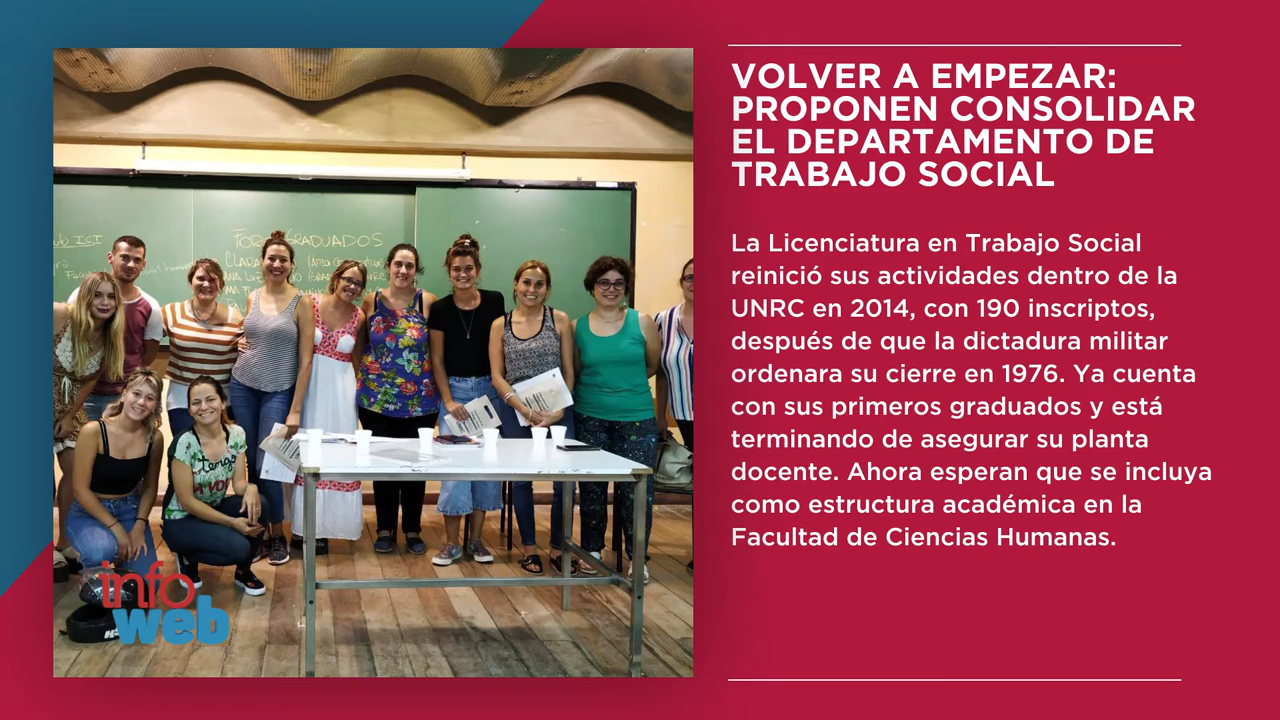 VOLVER A EMPEZAR:
PROPONEN CONSOLIDAR
EL DEPARTAMENTO DE
TRABAJO SOCIAL
La Licenciatura en Trabajo Social
reinició sus actividades dentro de la
UNRC en 2014, con 190 inscriptos,
después de que la dictadura militar
ordenara su cierre en 1976. Ya cuenta
con sus primeros graduados y está
terminando de asegurar su planta
docente. Ahora esperan que se incluya
como estructura académica en la
Facultad de Ciencias Humanas.
GRADUADOS
CLARA
info
web